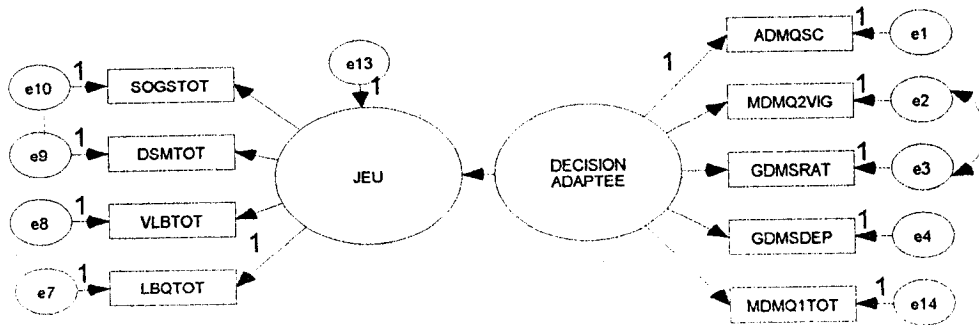 1
ADMQSC
1
e1
e13
1
e10
1
SOGSTOT
MDMQ2VIG
1
e2
e9
1
DSMTOT
JEU
DECISION
ADAPTEE
GDMSRAT
1
e3
e8
1
VLBTOT
1
GDMSDEP
1
e4
e7
1
LBQTOT
MDMQ1TOT
1
e14